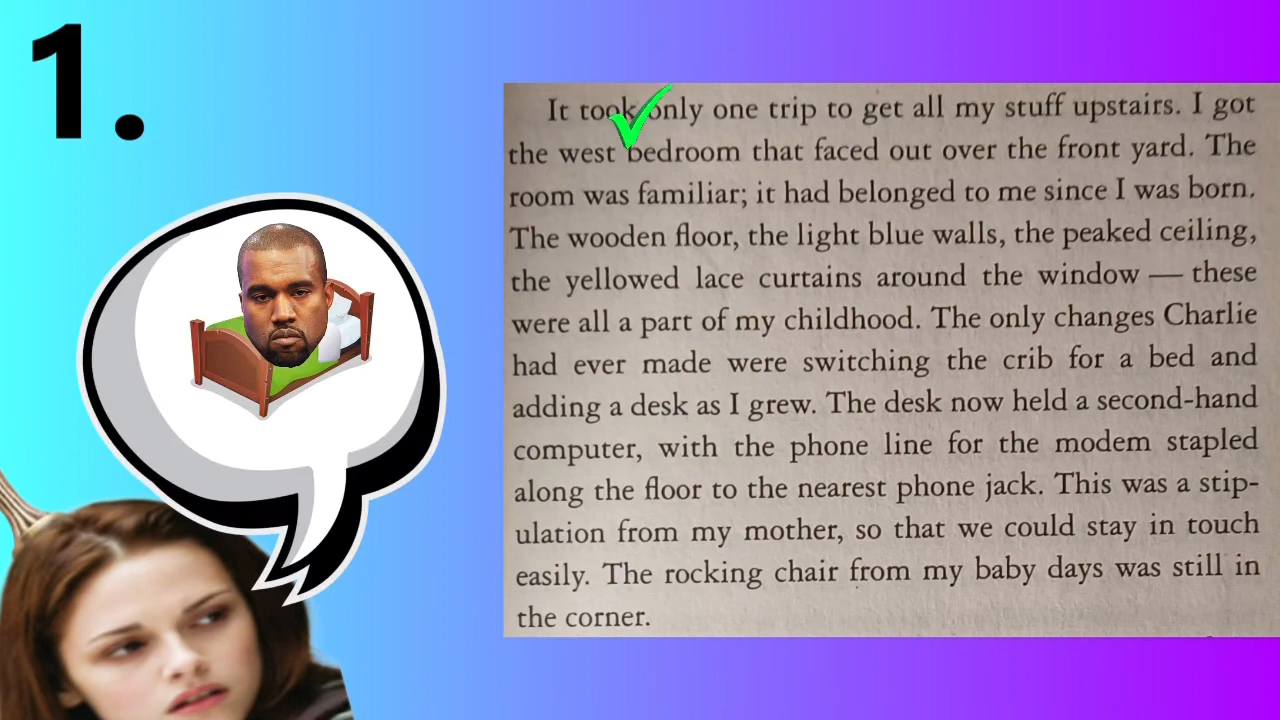 1.
It took only one trip to get all my stuff upstairs. I got
the west bedroom that faced out over the front yard. The
room was familiar; it had belonged to me since I was born.
The wooden floor, the light blue walls, the peaked ceiling,
the yellowed lace curtains around the window — these
were all a part of my childhood. The only changes Charlie
had ever made were switching the crib for a bed and
adding a desk as I grew. The desk now held a second-hand
computer, with the phone line for the modem stapled
along the floor to the nearest phone jack. This was a stip-
ulation from my mother, so that we could stay in touch
easily. The rocking chair from my baby days was still in
the corner.